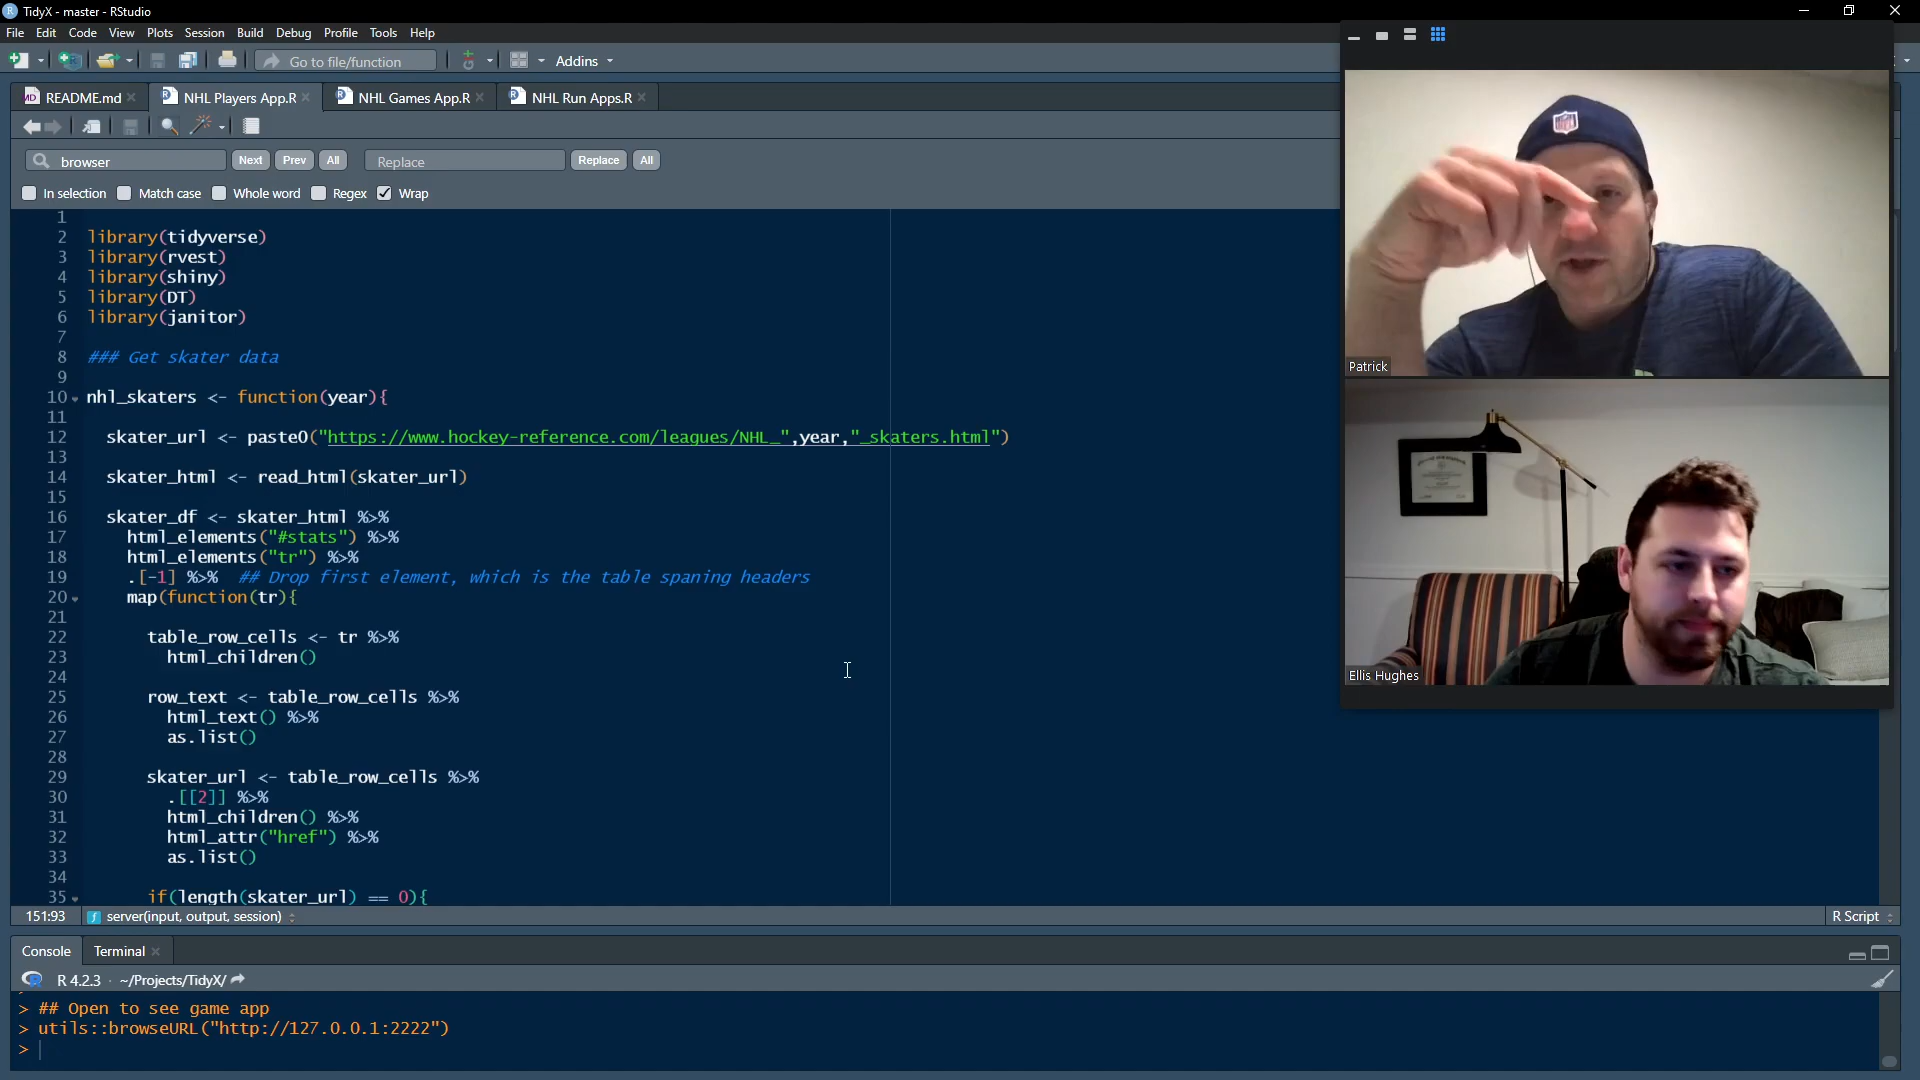 TidyX - master - RStudio
File Edit Code View Plots Session Build Debug Profile Tools Help
Go to file/function Addins
README.md NHL Players App.R NHL Games App.R NHL Run Apps.R
browser Next Prev All Replace Replace All
In selection Match case Whole word Regex Wrap
1
2 library(tidyverse)
3 library(rvest)
4 library(shiny)
5 library(DT)
6 library(janitor)
7
8 ### Get skater data
9
10 nhl_skaters <- function(year){
11
12 skater_url <- paste0("https://www.hockey-reference.com/leagues/NHL_",year,"_skaters.html")
13
14 skater_html <- read_html(skater_url)
15
16 skater_df <- skater_html %>%
17 html_elements("#stats") %>%
18 html_elements("tr") %>%
19 .[-1] %>% ## Drop first element, which is the table spaning headers
20 map(function(tr){
21
22 table_row_cells <- tr %>%
23 html_children()
24
25 row_text <- table_row_cells %>%
26 html_text() %>%
27 as.list()
28
29 skater_url <- table_row_cells %>%
30 .[[2]] %>%
31 html_children() %>%
32 html_attr("href") %>%
33 as.list()
34
35 if(length(skater_url) == 0){
151:93 server(input, output, session) R Script
Console Terminal
R 4.2.3 · ~/Projects/TidyX/
> ## Open to see game app
> utils::browseURL("http://127.0.0.1:2222")
>
Patrick
Ellis Hughes